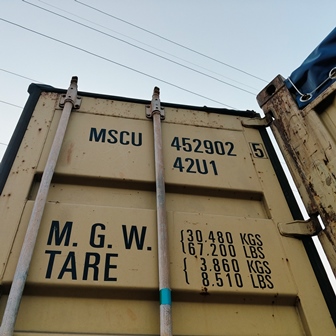 MSCU 452902 5
42U1
M. G. W. {30.480 KGS
{67.200 LBS
TARE { 3.860 KGS
{ 8.510 LBS